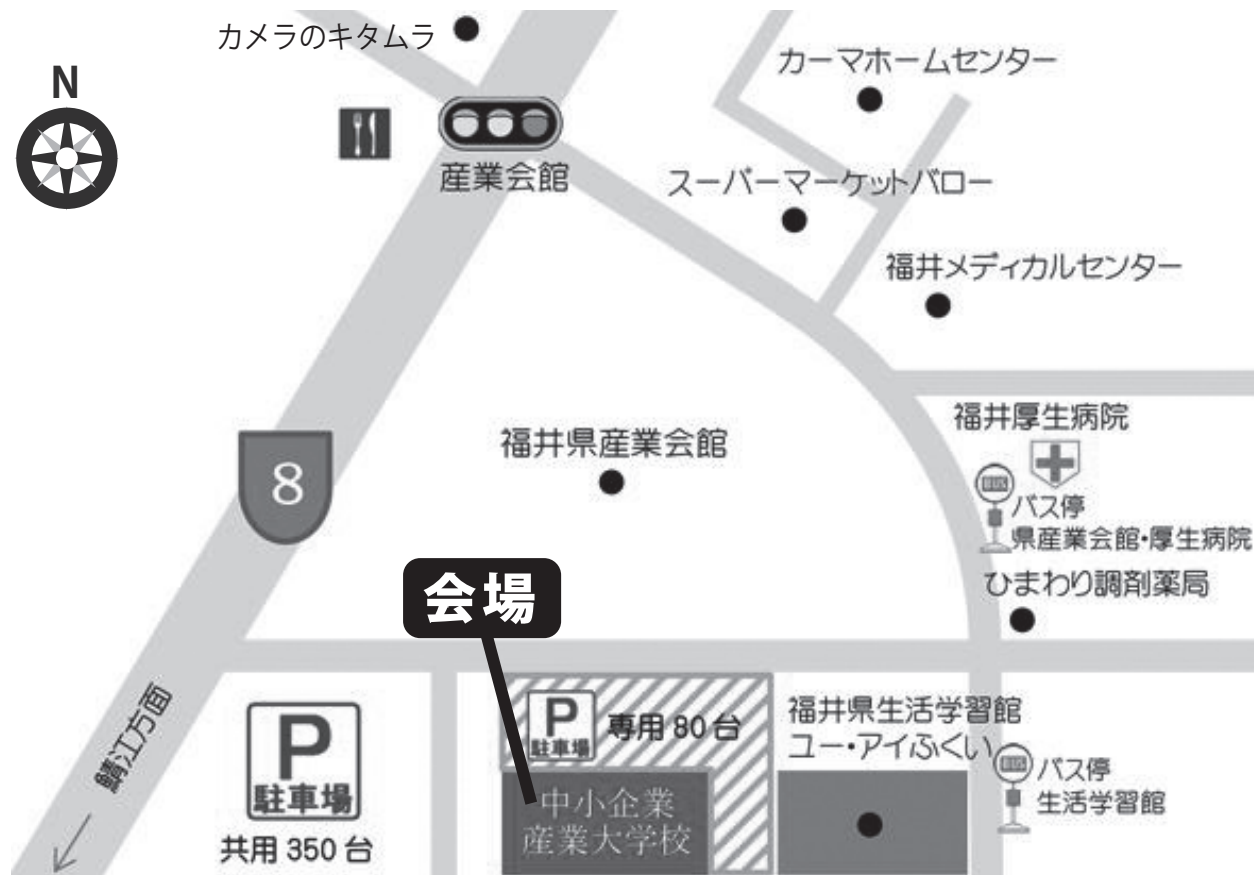 カメラのキタムラ
N
カーマホームセンター
産業会館
スーパーマーケットバロー
福井メディカルセンター
福井厚生病院
福井県産業会館
8
BUS
バス停
県産業会館・厚生病院
会場
ひまわり調剤薬局
鯖江方面
P
駐車場
共用 350 台
P
駐車場
専用 80 台
福井県生活学習館
ユー・アイふくい
中小企業
産業大学校
BUS
バス停
生活学習館